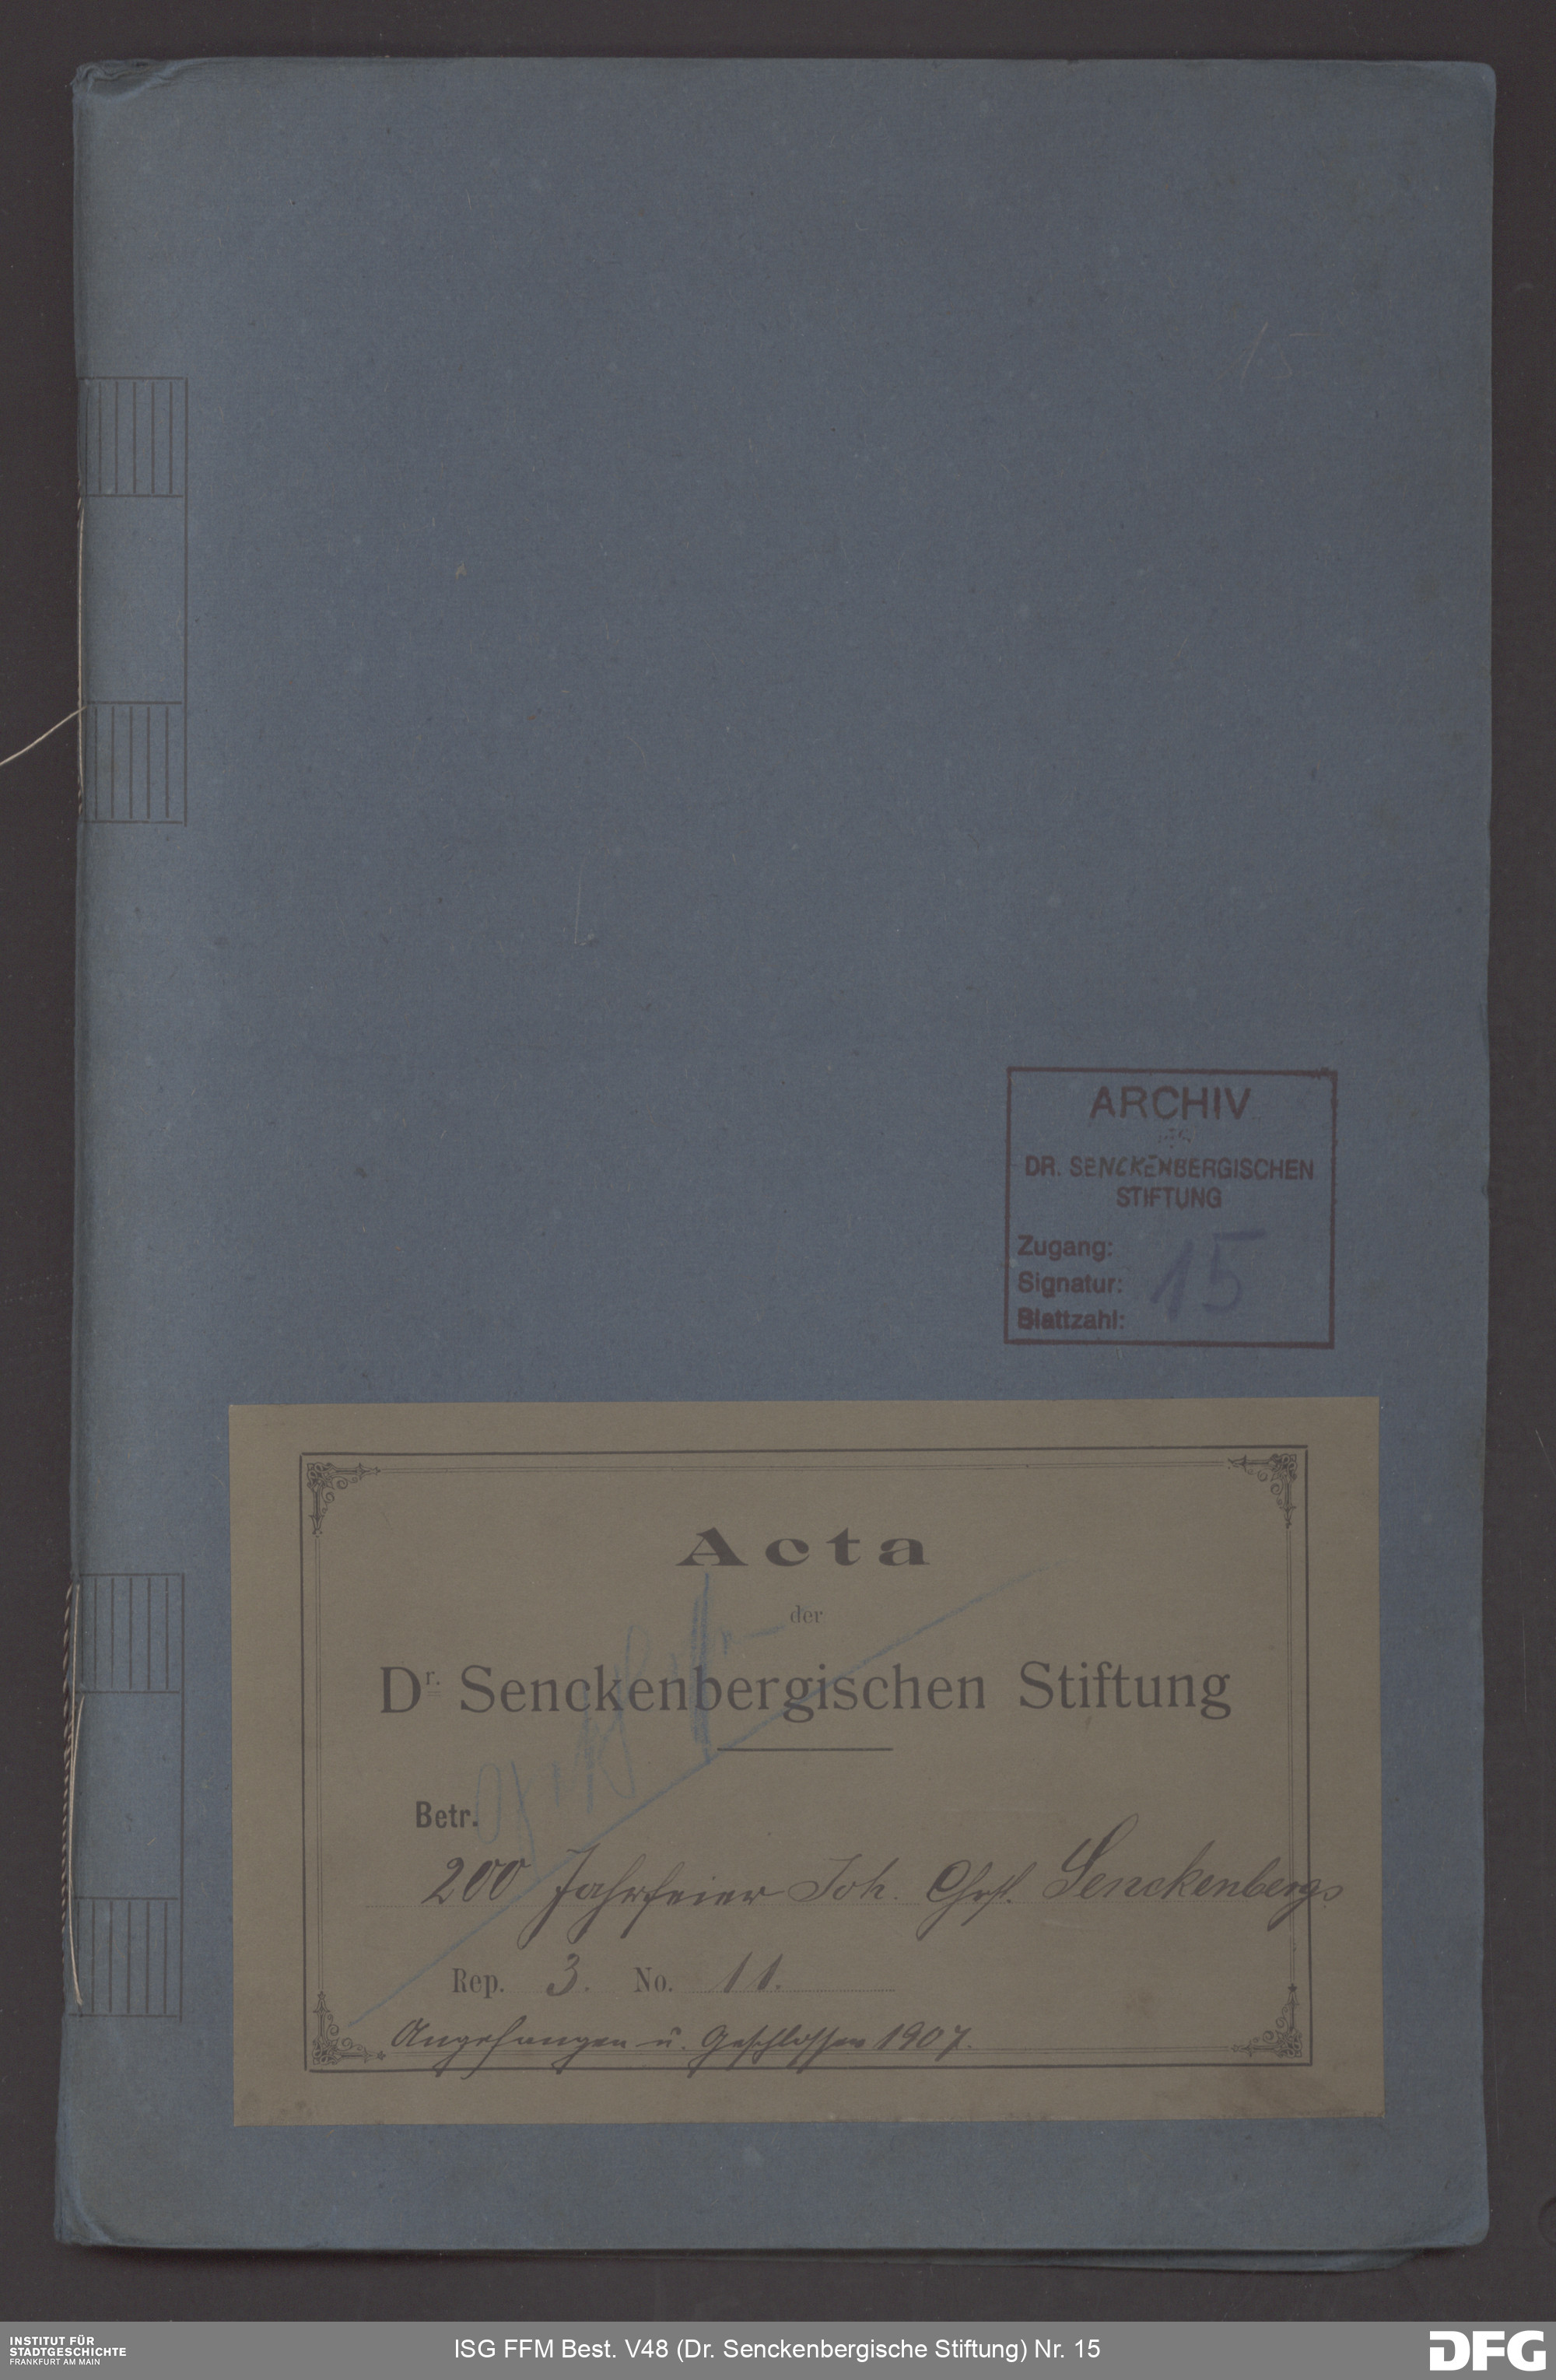 15
ARCHIV
DR. SENCKENBERGISCHEN
STIFTUNG
Zugang:
Signatur: 15
Blattzahl:
Acta
der
Dr. Senckenbergischen Stiftung
Betr.
200 Jahrfeier Joh. Chrst. Senckenbergs
Rep. 3. No. 11.
Angefangen u. Geschlossen 1907.
INSTITUT FÜR
STADTGESCHICHTE
FRANKFURT AM MAIN
ISG FFM Best. V48 (Dr. Senckenbergische Stiftung) Nr. 15
DFG